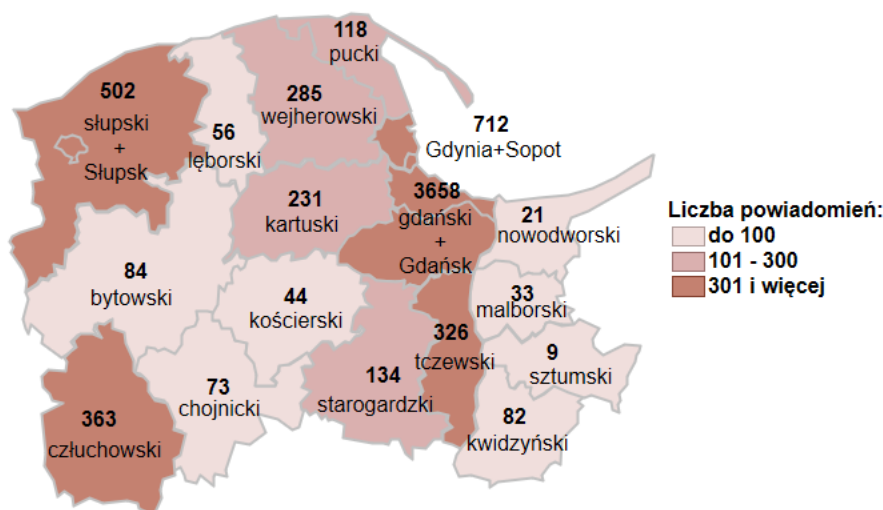 118
pucki
502
słupski
+
Słupsk
56
lęborski
285
wejherowski
712
Gdynia+Sopot
231
kartuski
3658
gdański
+
Gdańsk
21
nowodworski
84
bytowski
44
kościerski
33
malborski
326
tczewski
9
sztumski
73
chojnicki
134
starogardzki
82
kwidzyński
363
człuchowski
Liczba powiadomień:
do 100
101 - 300
301 i więcej